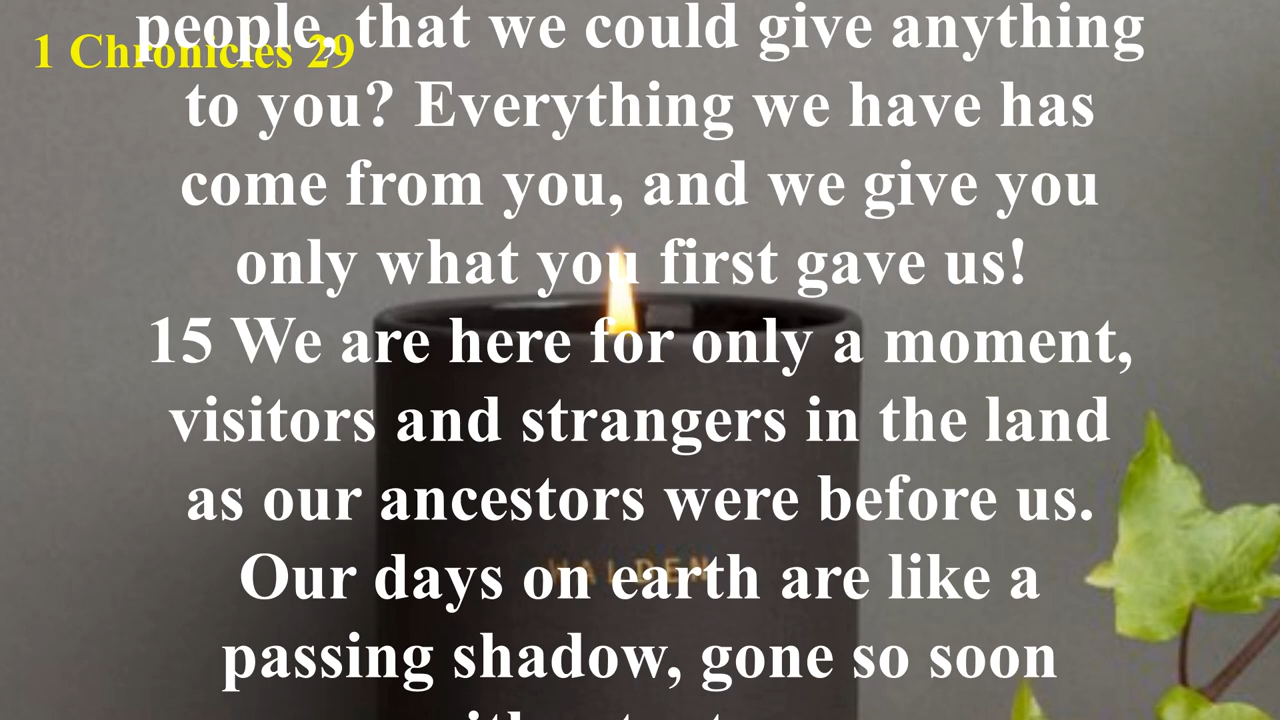 1 Chronicles 29
people, that we could give anything
to you? Everything we have has
come from you, and we give you
only what you first gave us!
15 We are here for only a moment,
visitors and strangers in the land
as our ancestors were before us.
Our days on earth are like a
passing shadow, gone so soon